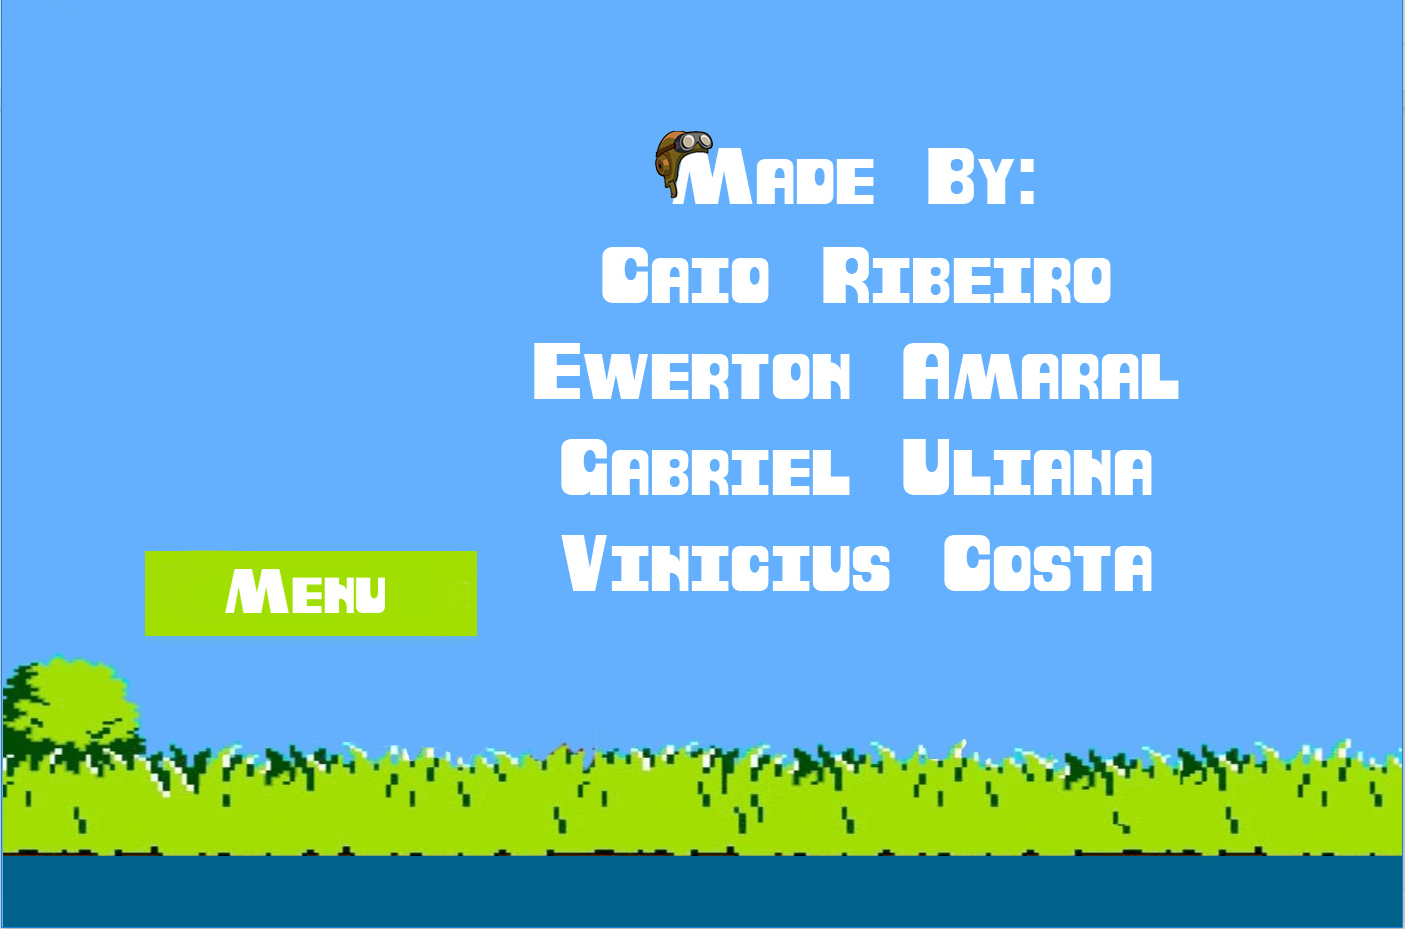 Made By:
Caio Ribeiro
Ewerton Amaral
Gabriel Uliana
Vinicius Costa
Menu